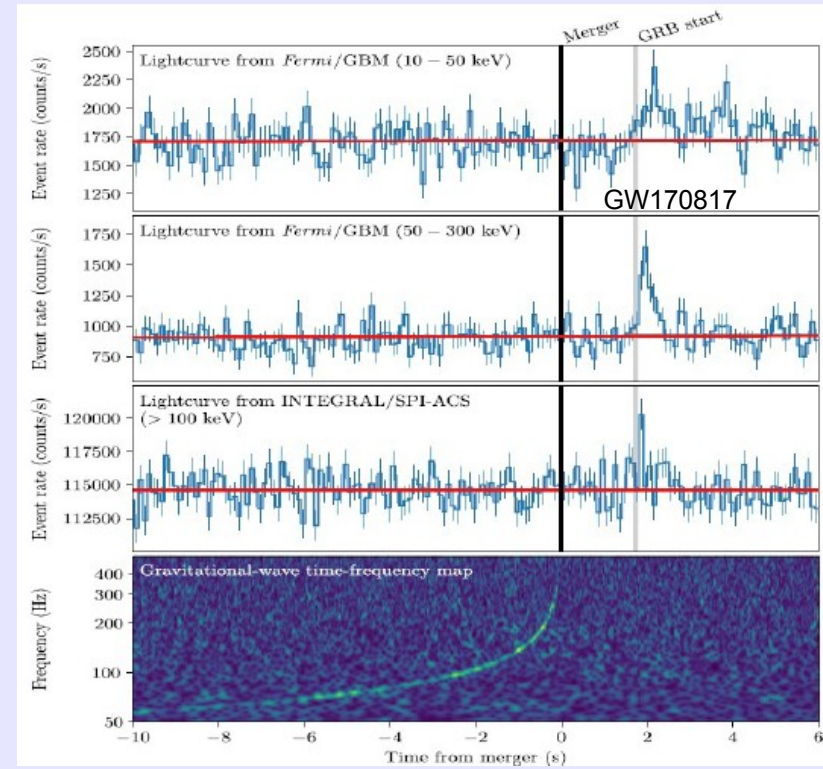 Merger
GRB start
Lightcurve from Fermi/GBM (10 − 50 keV)
Event rate (counts/s)
2500
2250
2000
1750
1500
1250
GW170817
Lightcurve from Fermi/GBM (50 − 300 keV)
Event rate (counts/s)
1750
1500
1250
1000
750
Lightcurve from INTEGRAL/SPI-ACS
(> 100 keV)
Event rate (counts/s)
120000
117500
115000
112500
Gravitational-wave time-frequency map
Frequency (Hz)
400
300
200
100
50
−10
−8
−6
−4
−2
0
2
4
6
Time from merger (s)